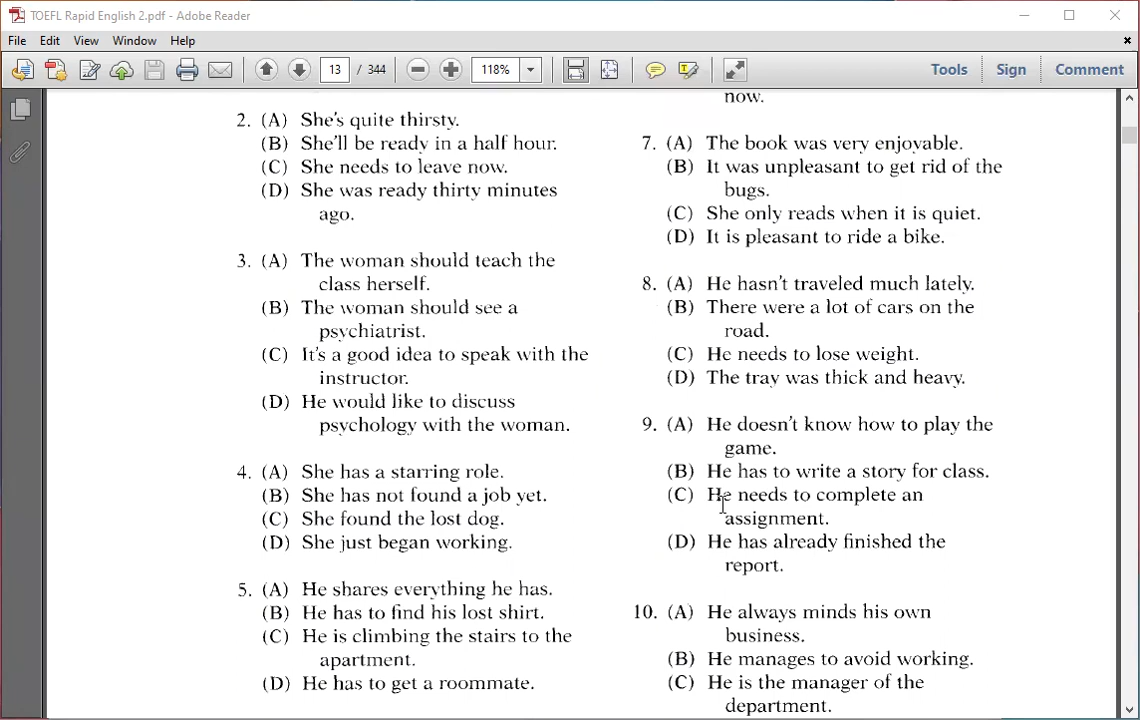 TOEFL Rapid English 2.pdf - Adobe Reader
File Edit View Window Help
13 / 344 118% Tools Sign Comment
2. (A) She's quite thirsty.
(B) She'll be ready in a half hour.
(C) She needs to leave now.
(D) She was ready thirty minutes
ago.
3. (A) The woman should teach the
class herself.
(B) The woman should see a
psychiatrist.
(C) It's a good idea to speak with the
instructor.
(D) He would like to discuss
psychology with the woman.
4. (A) She has a starring role.
(B) She has not found a job yet.
(C) She found the lost dog.
(D) She just began working.
5. (A) He shares everything he has.
(B) He has to find his lost shirt.
(C) He is climbing the stairs to the
apartment.
(D) He has to get a roommate.
now.
7. (A) The book was very enjoyable.
(B) It was unpleasant to get rid of the
bugs.
(C) She only reads when it is quiet.
(D) It is pleasant to ride a bike.
8. (A) He hasn't traveled much lately.
(B) There were a lot of cars on the
road.
(C) He needs to lose weight.
(D) The tray was thick and heavy.
9. (A) He doesn't know how to play the
game.
(B) He has to write a story for class.
(C) He needs to complete an
assignment.
(D) He has already finished the
report.
10. (A) He always minds his own
business.
(B) He manages to avoid working.
(C) He is the manager of the
department.